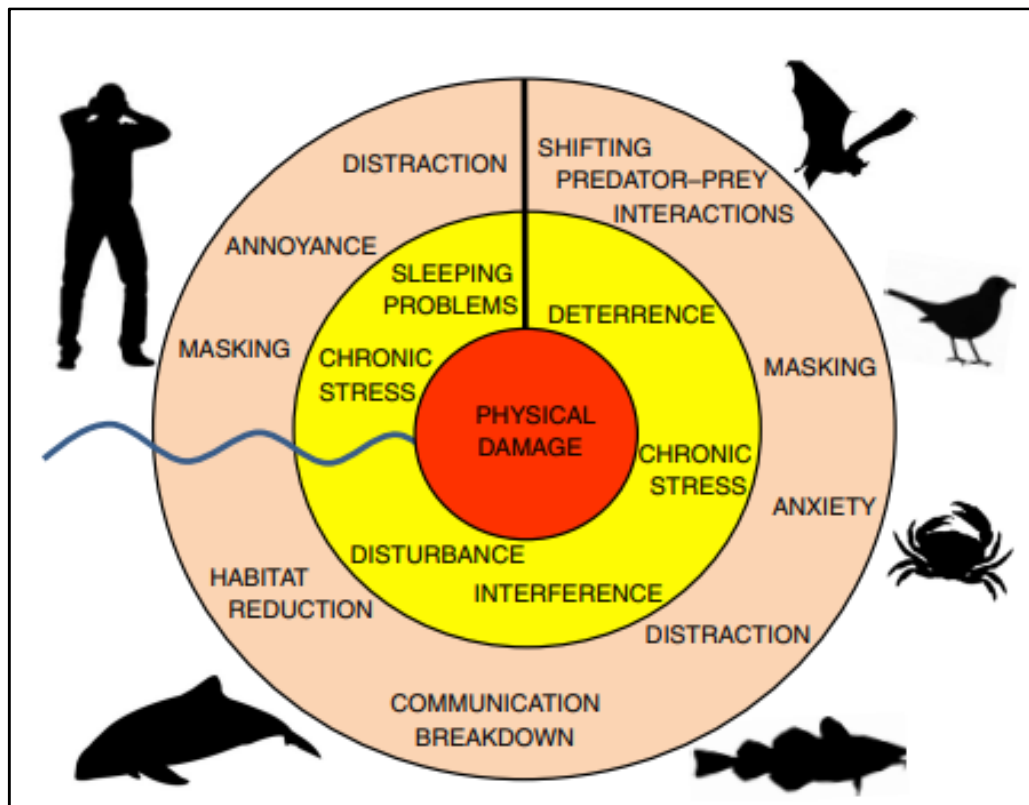 DISTRACTION
ANNOYANCE
MASKING
SLEEPING
PROBLEMS
CHRONIC
STRESS
SHIFTING
PREDATOR–PREY
INTERACTIONS
DETERRENCE
MASKING
CHRONIC
STRESS
ANXIETY
PHYSICAL
DAMAGE
DISTURBANCE
INTERFERENCE
HABITAT
REDUCTION
DISTRACTION
COMMUNICATION
BREAKDOWN